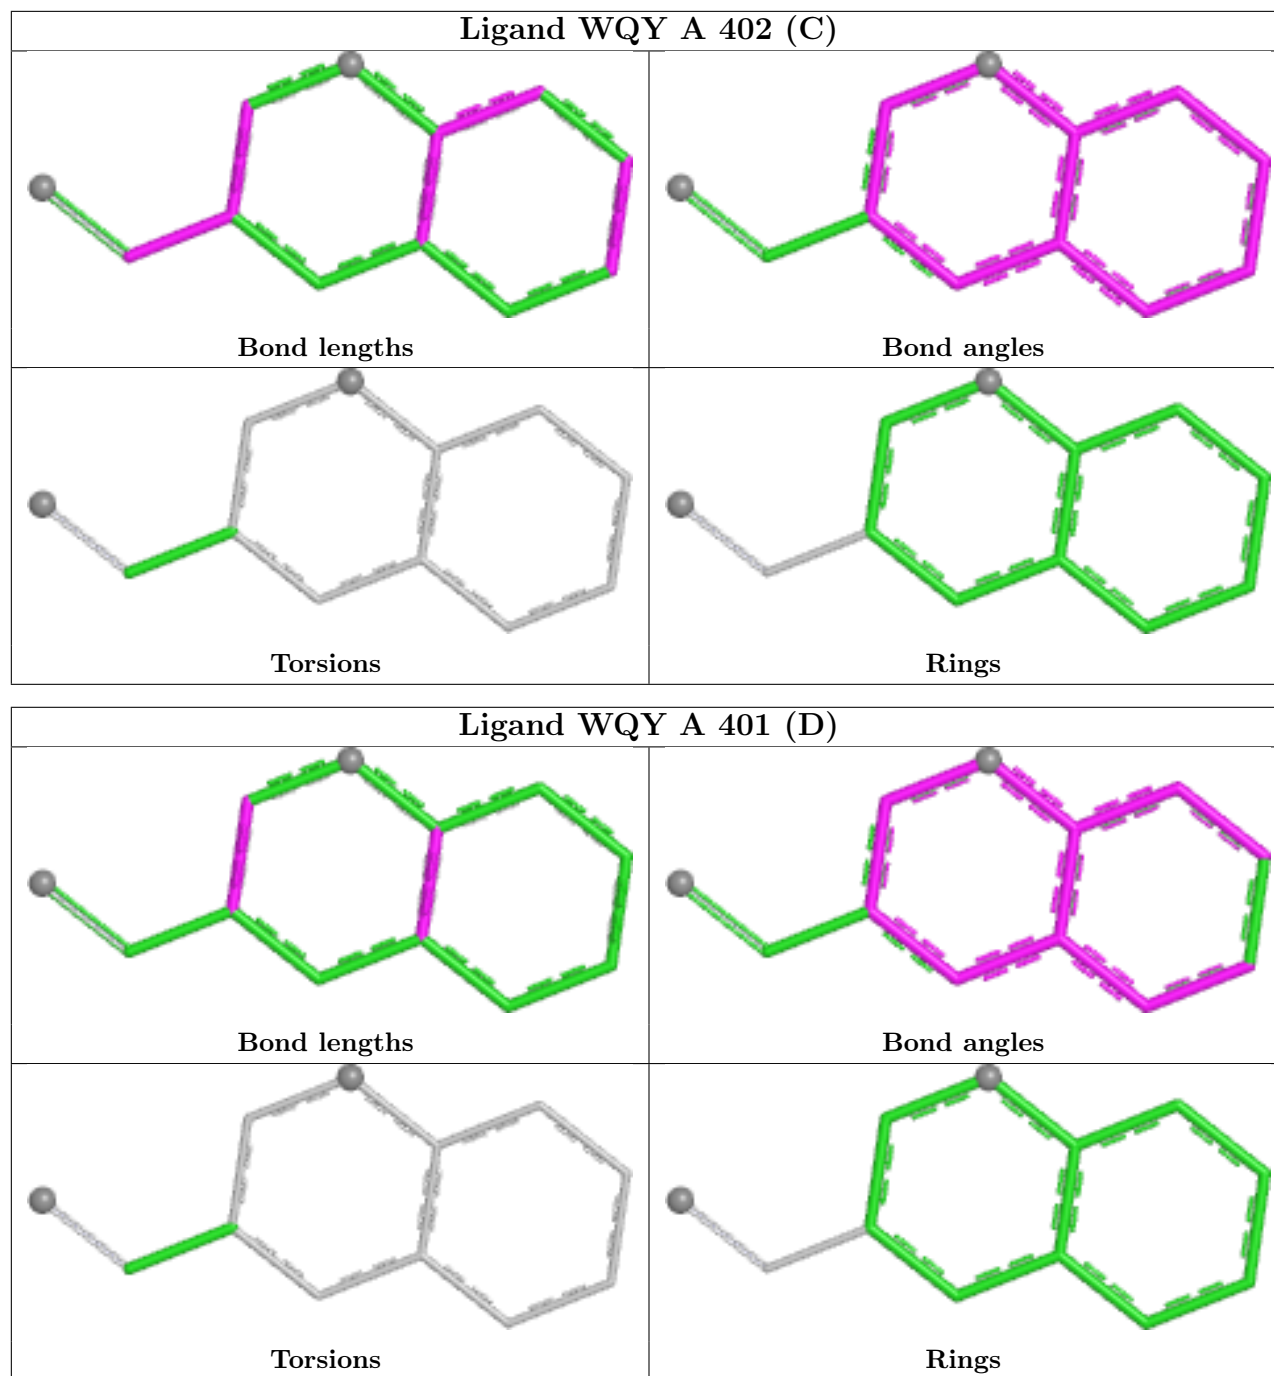 Ligand WQY A 402 (C)
Bond lengths
Bond angles
Torsions
Rings
Ligand WQY A 401 (D)
Bond lengths
Bond angles
Torsions
Rings